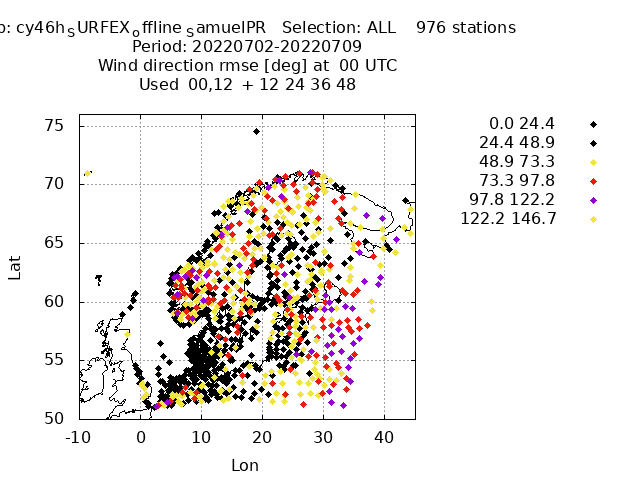 p: cy46h_SURFEX_offline_SamuelPR Selection: ALL 976 stations
Period: 20220702-20220709
Wind direction rmse [deg] at 00 UTC
Used 00,12 + 12 24 36 48
0.0 24.4
24.4 48.9
48.9 73.3
73.3 97.8
97.8 122.2
122.2 146.7
75
70
65
60
55
50
Lat
-10 0 10 20 30 40
Lon